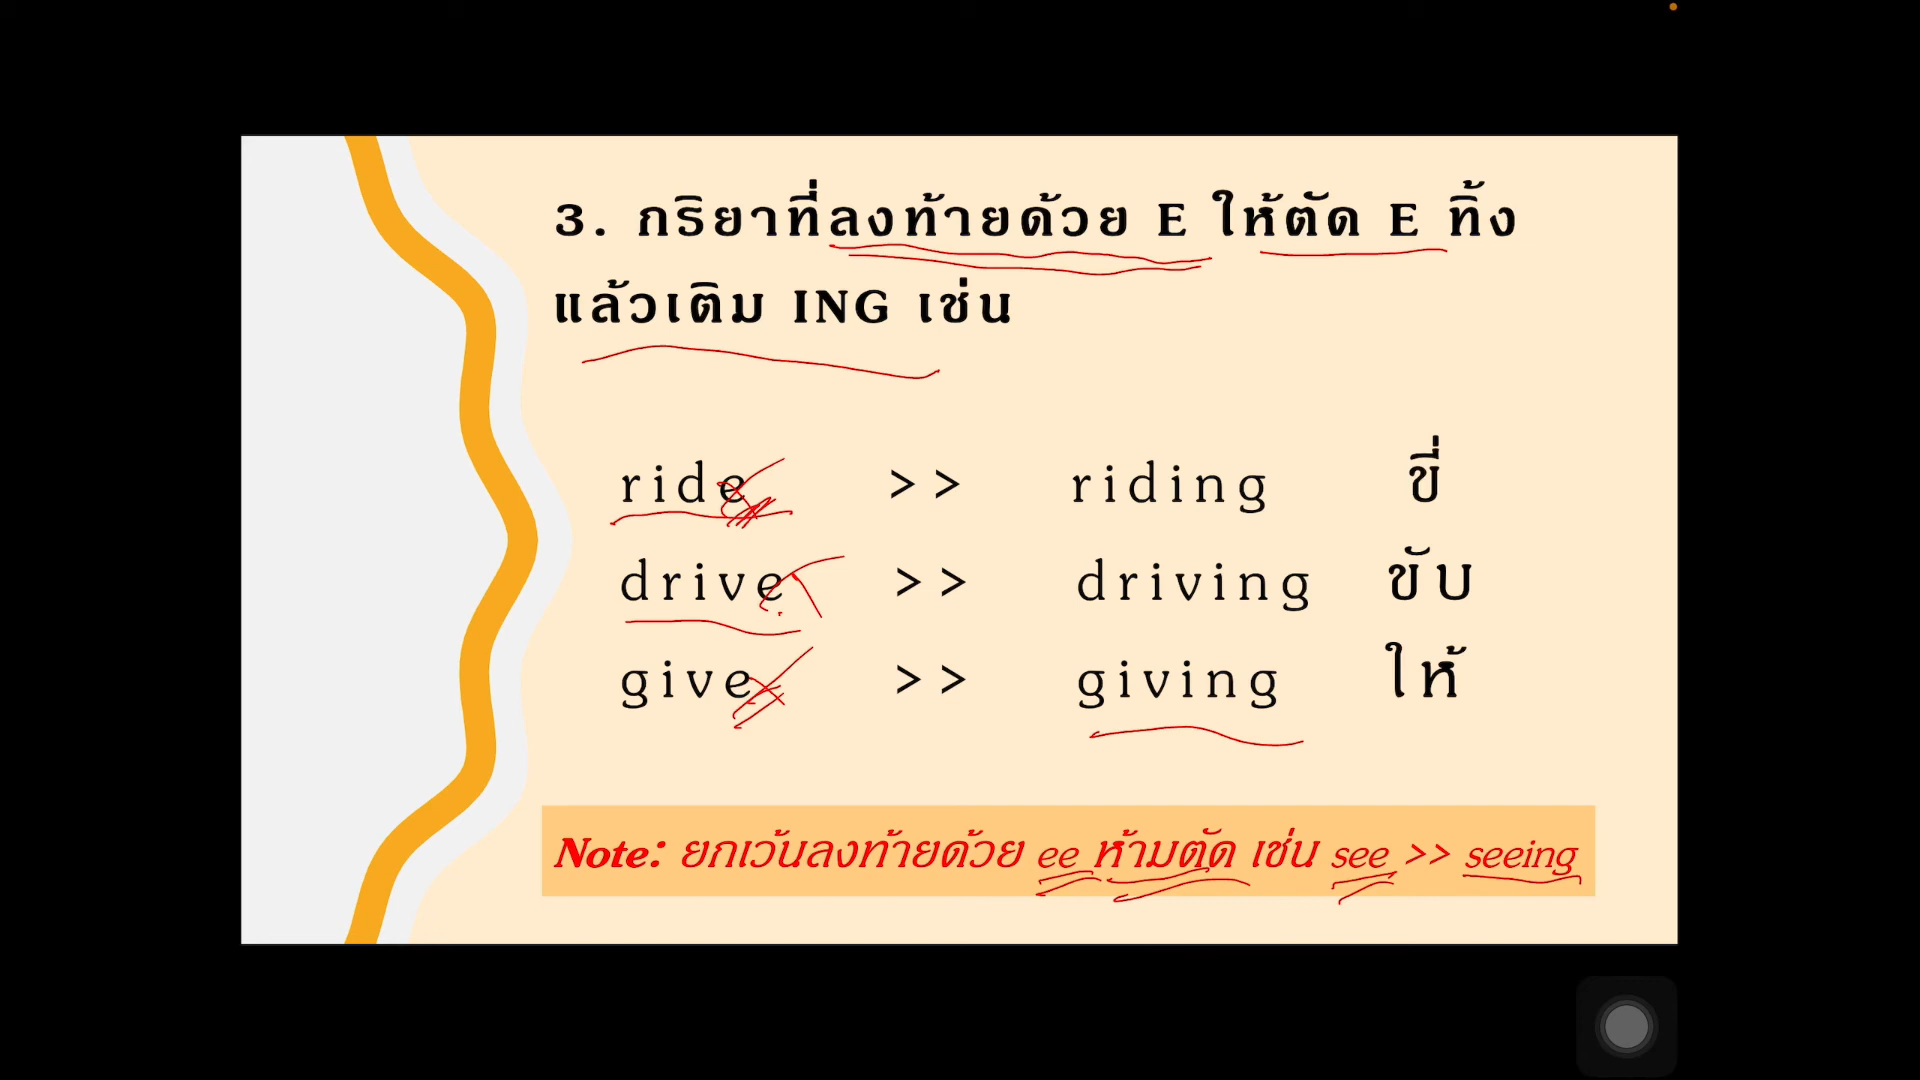 3. กริยาที่ลงท้ายด้วย E ให้ตัด E ทิ้ง
แล้วเติม ING เช่น
ride >> riding ขี่
drive >> driving ขับ
give >> giving ให้
Note: ยกเว้นลงท้ายด้วย ee ห้ามตัด เช่น see >> seeing